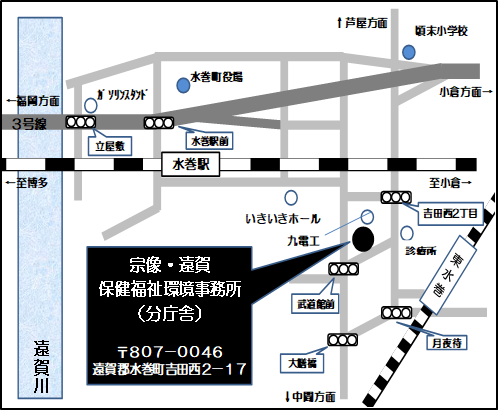 ↑芦屋方面
頃末小学校
水巻町役場
ガソリンスタンド
←福岡方面
小倉方面→
3号線
立屋敷
水巻駅前
水巻駅
←至博多
至小倉→
吉田西2丁目
いきいきホール
九電工
診療所
東水巻
宗像・遠賀
保健福祉環境事務所
(分庁舎)
〒807-0046
遠賀郡水巻町吉田西2-17
武道館前
月夜待
大膳橋
遠賀川
↓中間方面